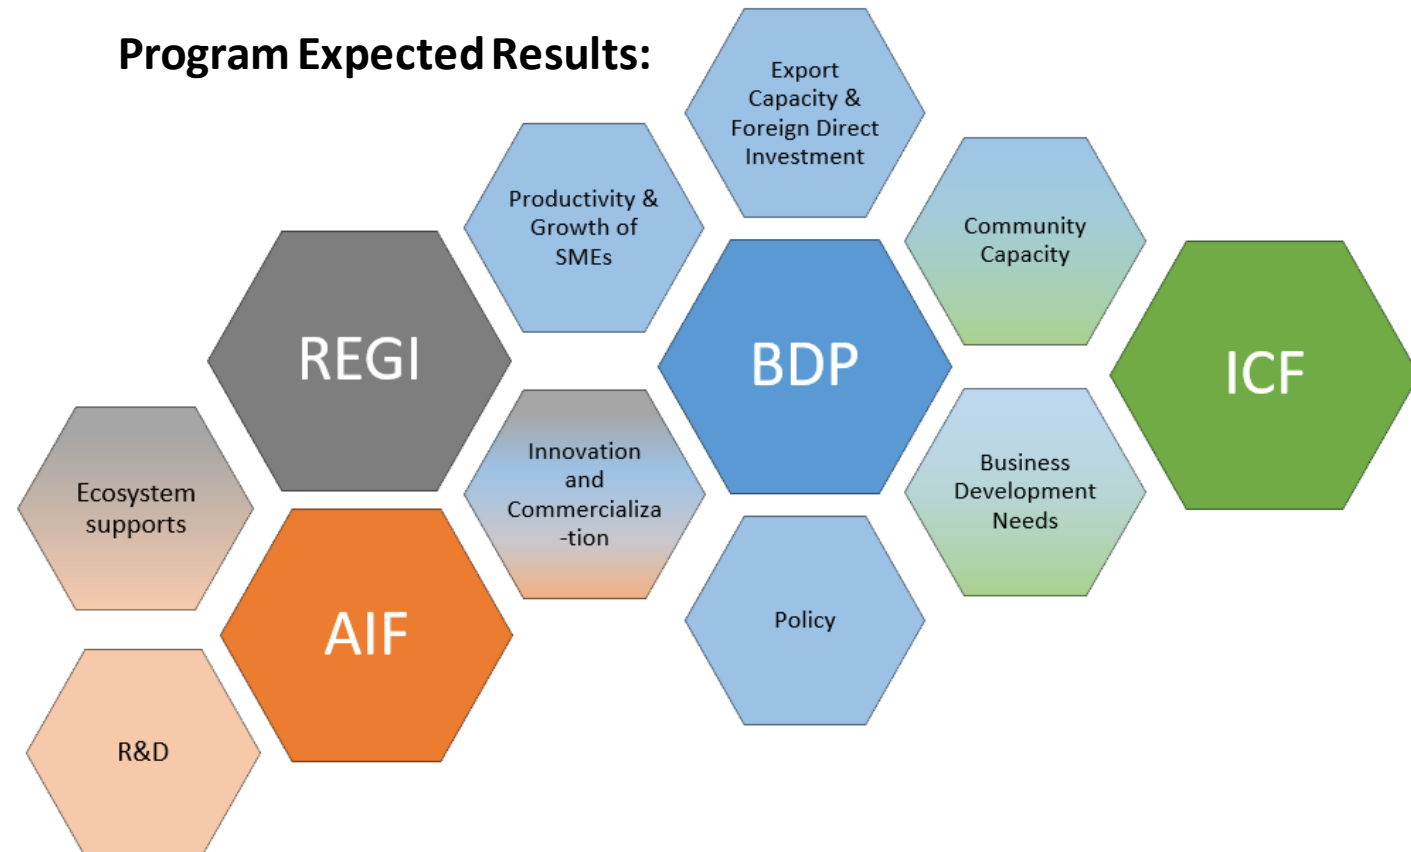 Program Expected Results:
Export
Capacity &
Foreign Direct
Investment
Productivity &
Growth of
SMEs
Community
Capacity
REGI
BDP
ICF
Ecosystem
supports
Innovation
and
Commercializa
-tion
Business
Development
Needs
AIF
Policy
R&D